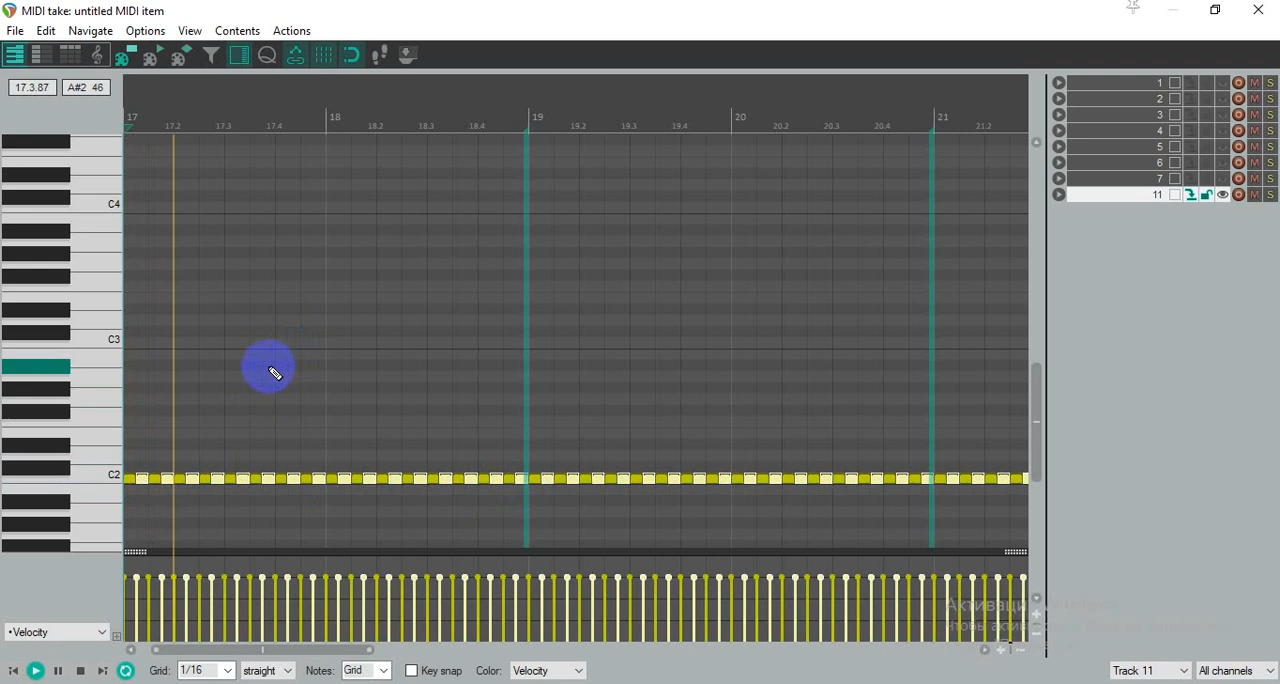 MIDI take: untitled MIDI item
File Edit Navigate Options View Contents Actions
17.3.87 A#2 46
17 18 19 20 21
17.2 17.3 17.4 18.2 18.3 18.4 19.2 19.3 19.4 20.2 20.3 20.4 21.2
1 M S
2 M S
3 M S
4 M S
5 M S
6 M S
7 M S
11 M S
C4
C3
C2
•Velocity
Grid: 1/16 straight Notes: Grid Key snap Color: Velocity Track 11 All channels